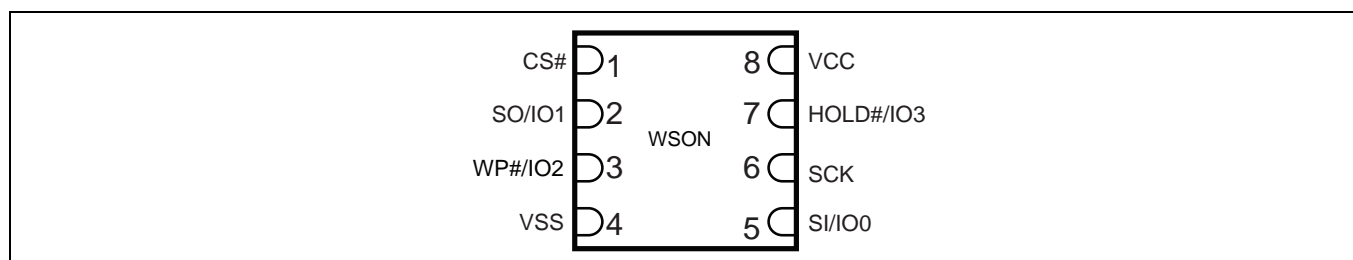 CS# 1 8 VCC
SO/IO1 2 7 HOLD#/IO3
WSON
WP#/IO2 3 6 SCK
VSS 4 5 SI/IO0